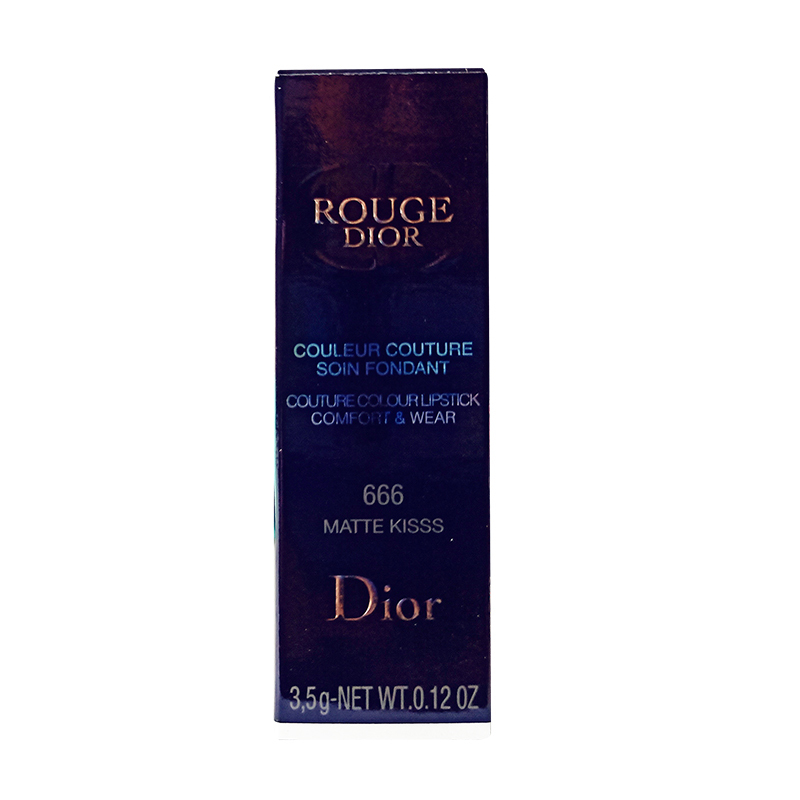 ROUGE
DIOR
COULEUR COUTURE
SOIN FONDANT
COUTURE COLOUR LIPSTICK
COMFORT & WEAR
666
MATTE KISSS
Dior
3,5g-NET WT.0.12 OZ